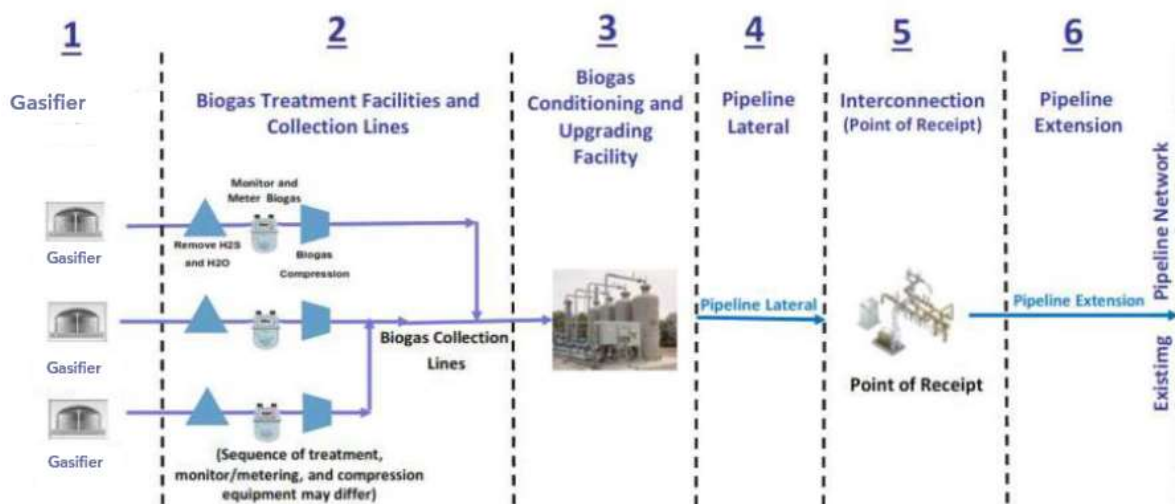 1
2
3
4
5
6
Gasifier
Biogas Treatment Facilities and
Collection Lines
Biogas
Conditioning and
Upgrading
Facility
Pipeline
Lateral
Interconnection
(Point of Receipt)
Pipeline
Extension
Monitor and
Meter Biogas
Gasifier
Remove H2S
and H2O
Biogas
Compression
Gasifier
Biogas Collection
Lines
Gasifier
(Sequence of treatment,
monitor/metering, and compression
equipment may differ)
Pipeline Lateral
Point of Receipt
Pipeline Extension
Existimg Pipeline Network